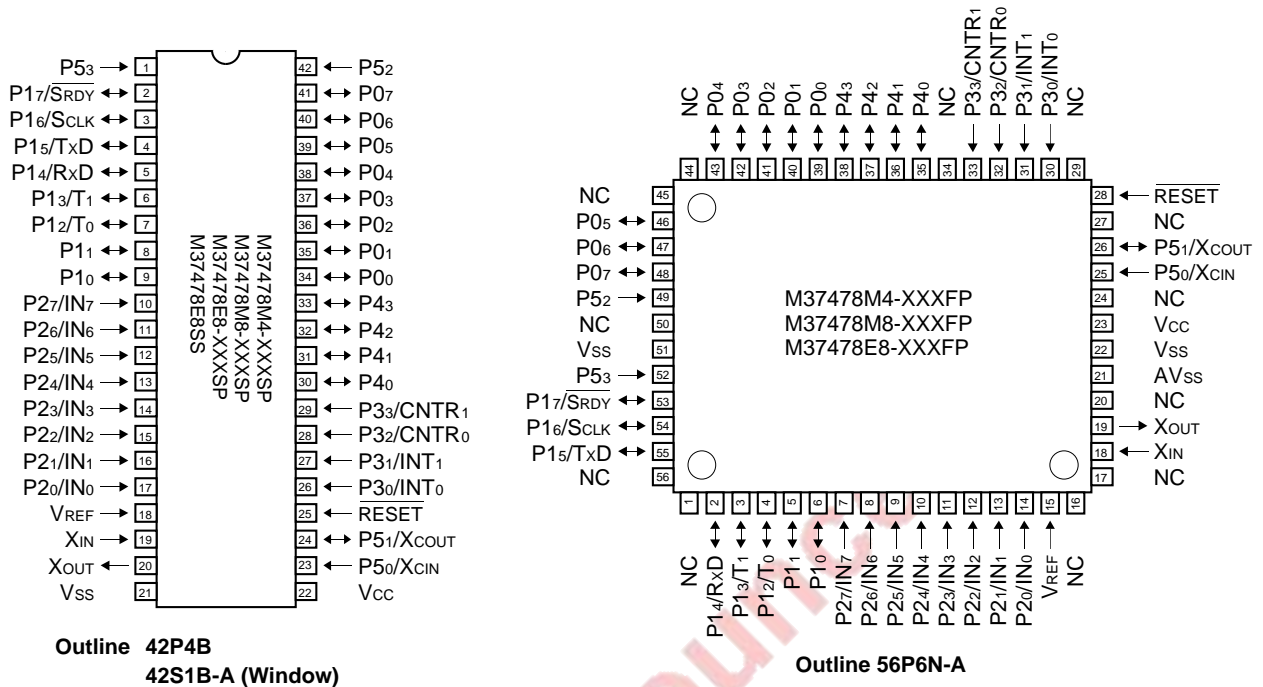 P53
P17/SRDY
P16/SCLK
P15/TXD
P14/RXD
P13/T1
P12/T0
P11
P10
P27/IN7
P26/IN6
P25/IN5
P24/IN4
P23/IN3
P22/IN2
P21/IN1
P20/IN0
VREF
XIN
XOUT
VSS
1
2
3
4
5
6
7
8
9
10
11
12
13
14
15
16
17
18
19
20
21
M37478M4-XXXSP
M37478M8-XXXSP
M37478E8-XXXSP
M37478E8SS
42
41
40
39
38
37
36
35
34
33
32
31
30
29
28
27
26
25
24
23
22
P52
P07
P06
P05
P04
P03
P02
P01
P00
P43
P42
P41
P40
P33/CNTR1
P32/CNTR0
P31/INT1
P30/INT0
RESET
P51/XCOUT
P50/XCIN
VCC
Outline 42P4B
42S1B-A (Window)
NC
P04
P03
P02
P01
P00
P43
P42
P41
P40
NC
P33/CNTR1
P32/CNTR0
P31/INT1
P30/INT0
NC
44
43
42
41
40
39
38
37
36
35
34
33
32
31
30
29
NC
P05
P06
P07
P52
NC
VSS
P53
P17/SRDY
P16/SCLK
P15/TXD
NC
45
46
47
48
49
50
51
52
53
54
55
56
M37478M4-XXXFP
M37478M8-XXXFP
M37478E8-XXXFP
28
27
26
25
24
23
22
21
20
19
18
17
RESET
NC
P51/XCOUT
P50/XCIN
NC
VCC
VSS
AVSS
NC
XOUT
XIN
NC
1
2
3
4
5
6
7
8
9
10
11
12
13
14
15
16
NC
P14/RXD
P13/T1
P12/T0
P11
P10
P27/IN7
P26/IN6
P25/IN5
P24/IN4
P23/IN3
P22/IN2
P21/IN1
P20/IN0
VREF
NC
Outline 56P6N-A